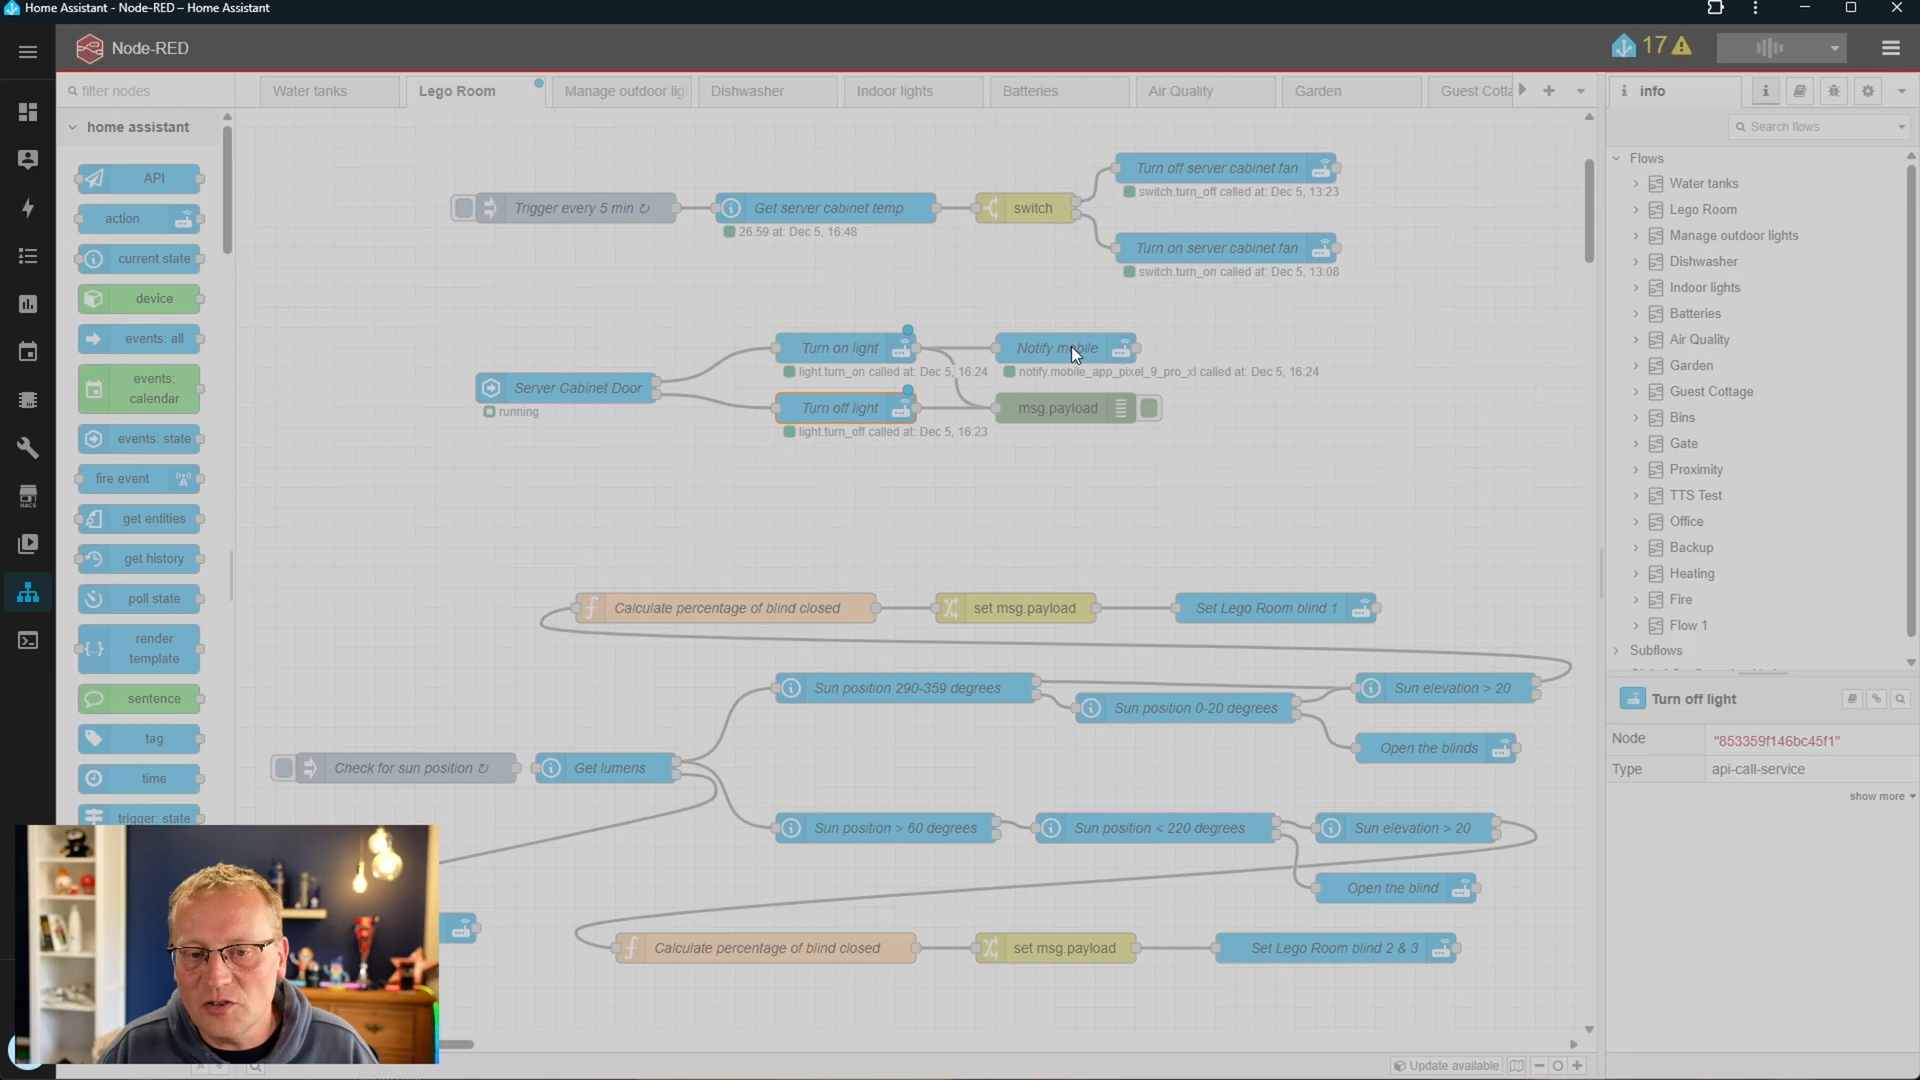 Home Assistant - Node-RED – Home Assistant
Node-RED
17
filter nodes
Water tanks
Lego Room
Manage outdoor lig
Dishwasher
Indoor lights
Batteries
Air Quality
Garden
Guest Cotta
info
home assistant
API
action
current state
device
events: all
events:
calendar
events: state
fire event
get entities
get history
poll state
render
template
sentence
tag
time
trigger: state
HACS
Trigger every 5 min ↻
Get server cabinet temp
26.59 at: Dec 5, 16:48
switch
Turn off server cabinet fan
switch.turn_off called at: Dec 5, 13:23
Turn on server cabinet fan
switch.turn_on called at: Dec 5, 13:08
Server Cabinet Door
running
Turn on light
light.turn_on called at: Dec 5, 16:24
Notify mobile
notify.mobile_app_pixel_9_pro_xl called at: Dec 5, 16:24
Turn off light
light.turn_off called at: Dec 5, 16:23
msg.payload
Calculate percentage of blind closed
set msg.payload
Set Lego Room blind 1
Sun position 290-359 degrees
Sun position 0-20 degrees
Sun elevation > 20
Open the blinds
Check for sun position ↻
Get lumens
Sun position > 60 degrees
Sun position < 220 degrees
Sun elevation > 20
Open the blind
Calculate percentage of blind closed
set msg.payload
Set Lego Room blind 2 & 3
Update available
Search flows
Flows
Water tanks
Lego Room
Manage outdoor lights
Dishwasher
Indoor lights
Batteries
Air Quality
Garden
Guest Cottage
Bins
Gate
Proximity
TTS Test
Office
Backup
Heating
Fire
Flow 1
Subflows
Turn off light
Node
"853359f146bc45f1"
Type
api-call-service
show more